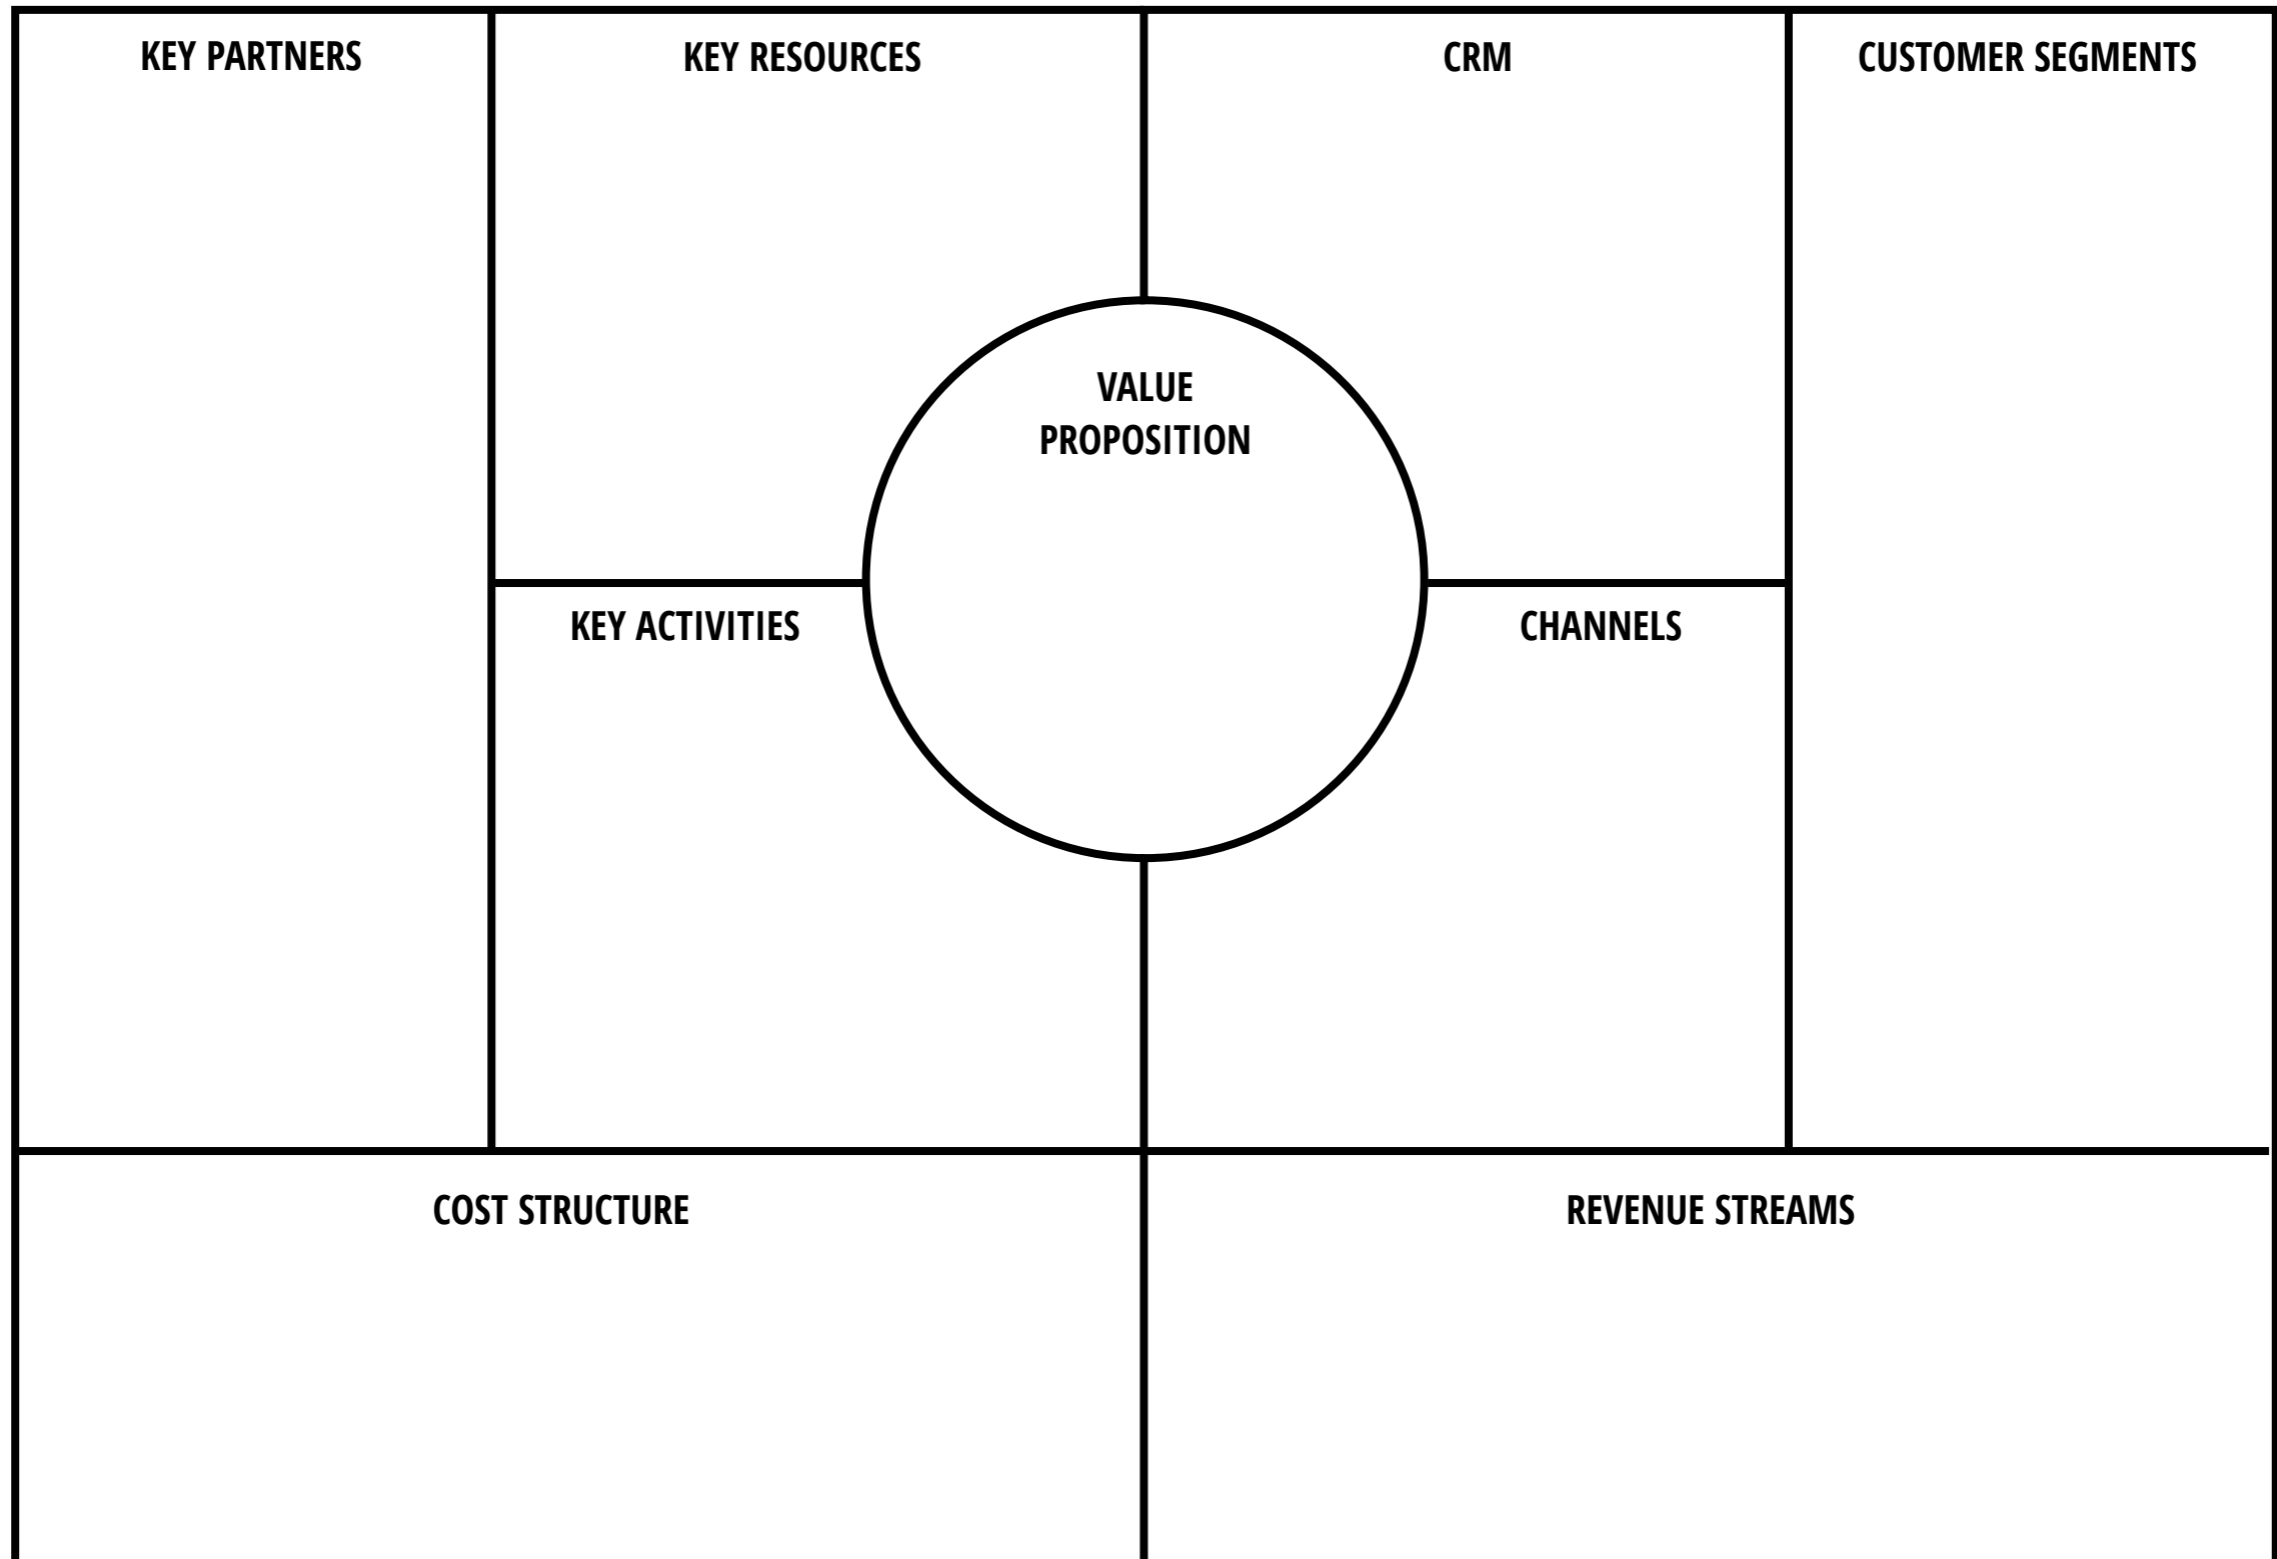 KEY PARTNERS
KEY RESOURCES
CRM
CUSTOMER SEGMENTS
VALUE
PROPOSITION
KEY ACTIVITIES
CHANNELS
COST STRUCTURE
REVENUE STREAMS